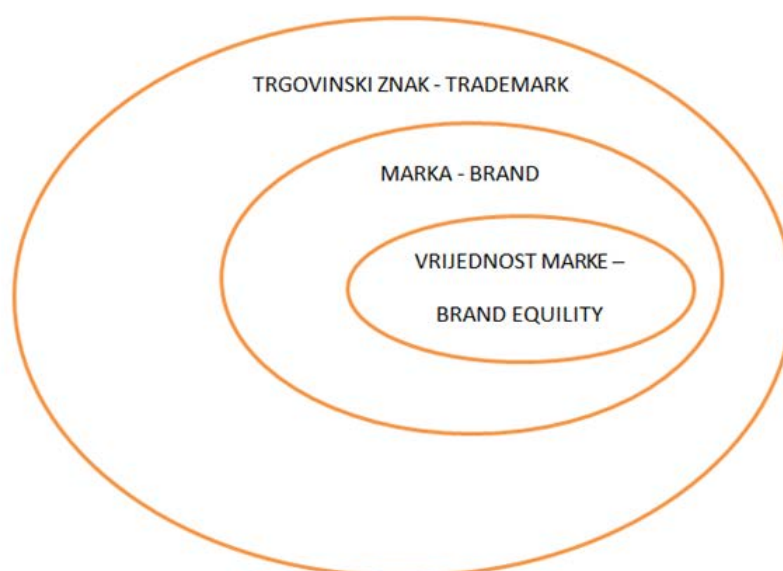 TRGOVINSKI ZNAK - TRADEMARK
MARKA - BRAND
VRIJEDNOST MARKE –
BRAND EQUILITY